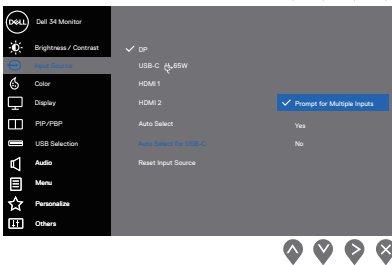 DELL
Dell 34 Monitor
Brightness / Contrast
Input Source
Color
Display
PIP/PBP
USB Selection
Audio
Menu
Personalize
Others
DP
USB-C 65W
HDMI 1
HDMI 2
Auto Select
Auto Select for USB-C
Reset Input Source
Prompt for Multiple Inputs
Yes
No